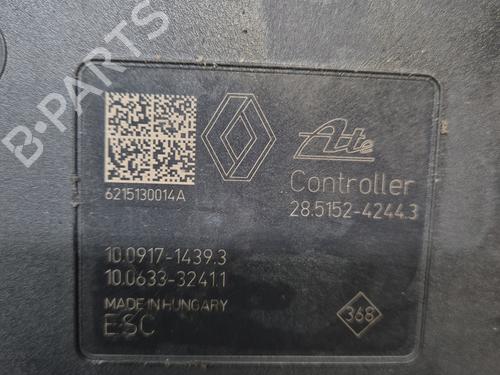 B-PARTS
6215130014A
Ate
Controller
28.5152-4244.3
10.0917-1439.3
10.0633-3241.1
MADE IN HUNGARY
ESC
368